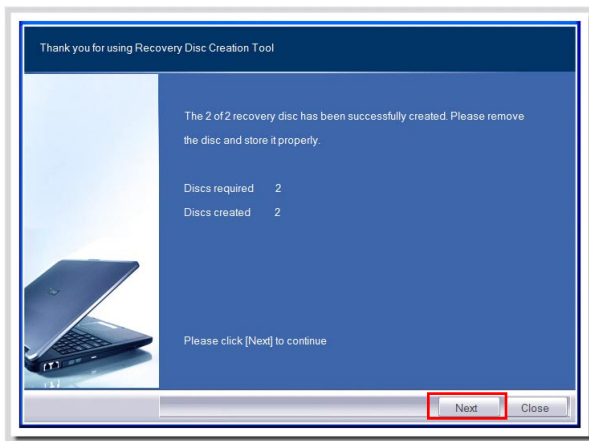 Thank you for using Recovery Disc Creation Tool
The 2 of 2 recovery disc has been successfully created. Please remove
the disc and store it properly.
Discs required 2
Discs created 2
Please click [Next] to continue
Next Close